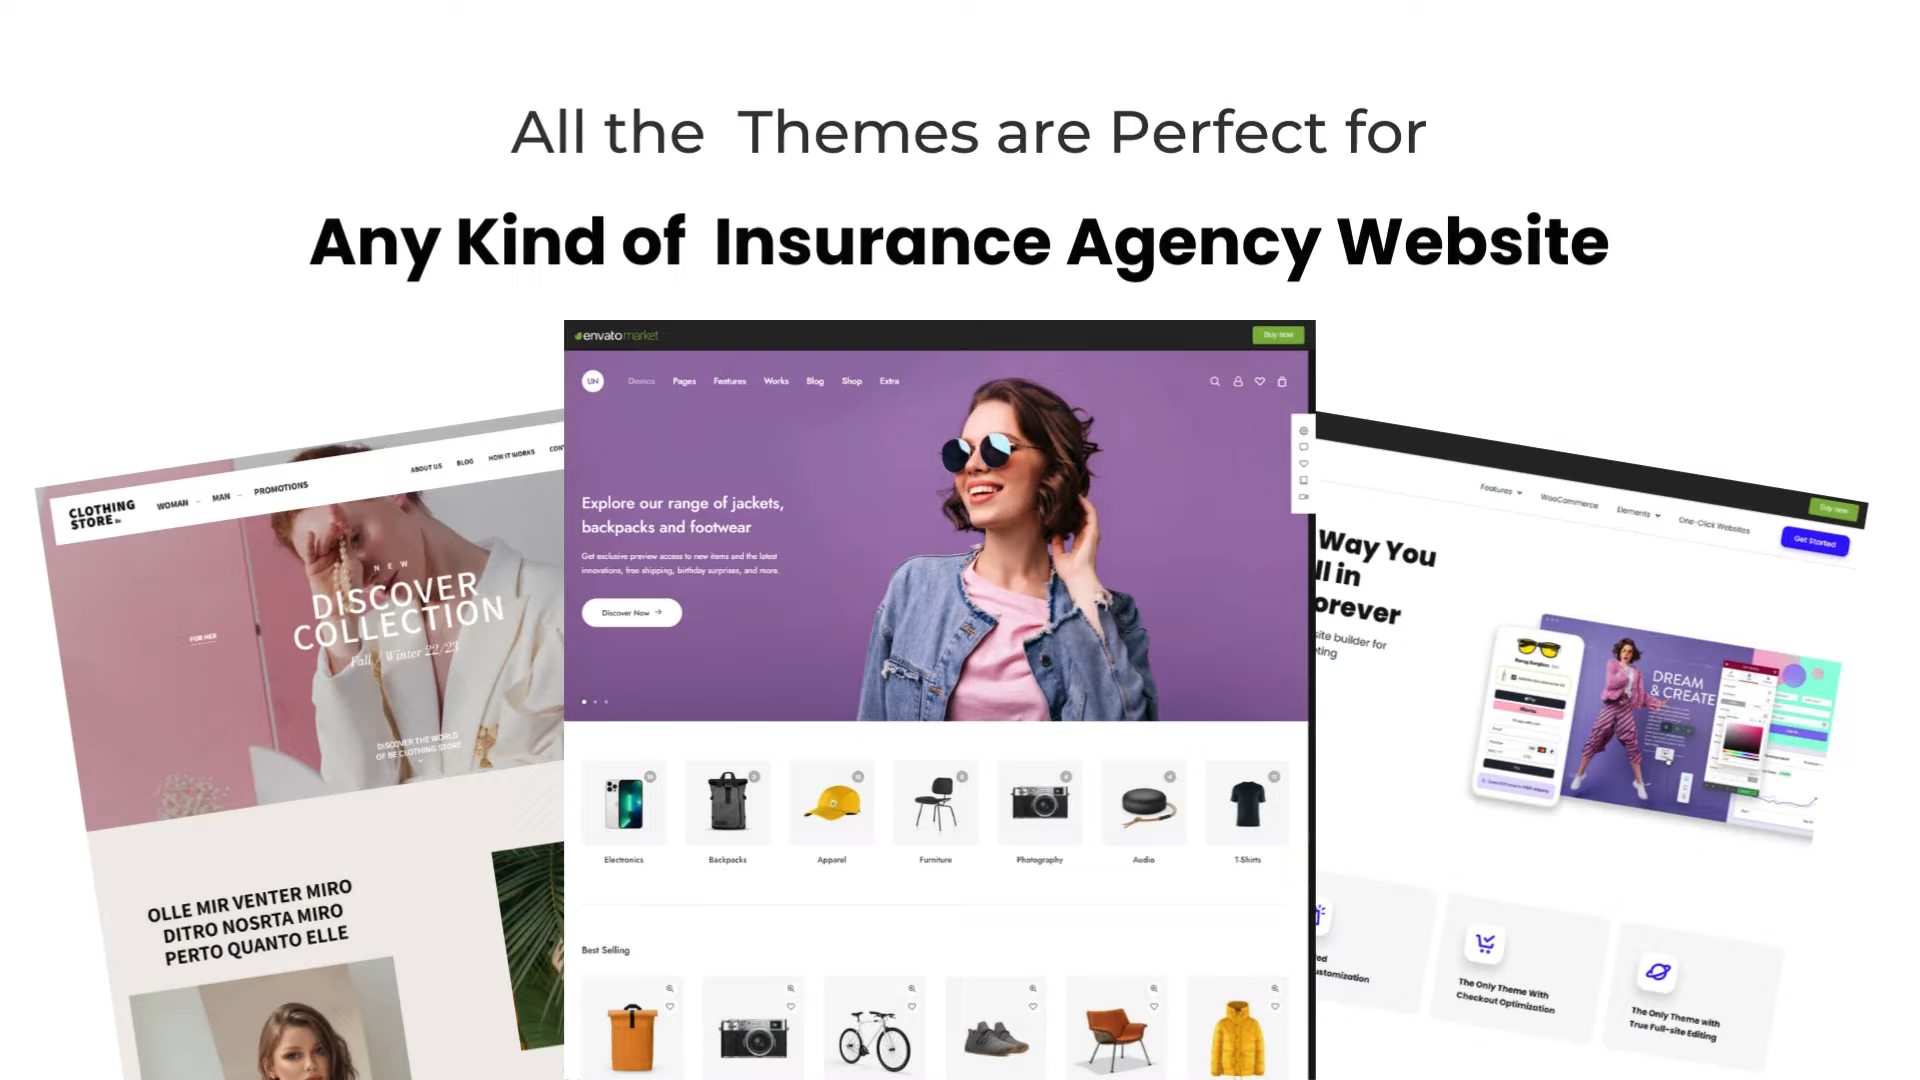 All the Themes are Perfect for
Any Kind of Insurance Agency Website
envato market
Buy now
UN
Demos Pages Features Works Blog Shop Extra
Explore our range of jackets,
backpacks and footwear
Get exclusive preview access to new items and the latest
innovations, free shipping, birthday surprises, and more.
Discover Now →
Electronics
Backpacks
Apparel
Furniture
Photography
Audio
T-Shirts
Best Selling
CLOTHING
STORE
WOMAN
MAN
PROMOTIONS
ABOUT US
BLOG
HOW IT WORKS
NEW
DISCOVER
COLLECTION
Fall / Winter 22/23
FOR HER
DISCOVER THE WORLD
OF BE CLOTHING STORE
OLLE MIR VENTER MIRO
DITRO NOSRTA MIRO
PERTO QUANTO ELLE
Buy now
Features
WooCommerce
Elements
One-Click Websites
Get Started
Way You
ll in
orever
site builder for
eting
DREAM
& CREATE
ustomization
The Only Theme With
Checkout Optimization
The Only Theme with
True Full-site Editing